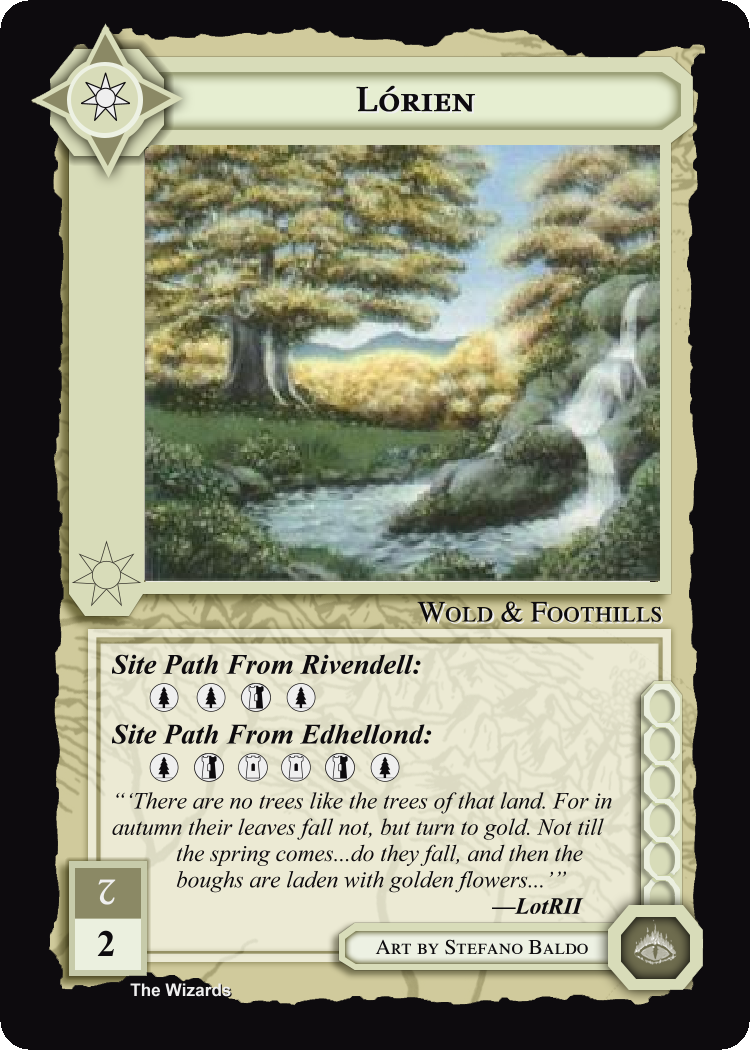 Lórien
Wold & Foothills
Site Path From Rivendell:
Site Path From Edhellond:
“‘There are no trees like the trees of that land. For in
autumn their leaves fall not, but turn to gold. Not till
the spring comes...do they fall, and then the
boughs are laden with golden flowers...’”
—LotRII
2
2
Art by Stefano Baldo
The Wizards